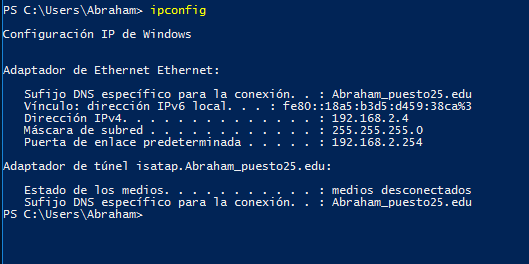 PS C:\Users\Abraham> ipconfig
Configuración IP de Windows
Adaptador de Ethernet Ethernet:
Sufijo DNS específico para la conexión. . : Abraham_puesto25.edu
Vínculo: dirección IPv6 local. . . : fe80::18a5:b3d5:d459:38ca%3
Dirección IPv4. . . . . . . . . . . . . . : 192.168.2.4
Máscara de subred . . . . . . . . . . . . : 255.255.255.0
Puerta de enlace predeterminada . . . . . : 192.168.2.254
Adaptador de túnel isatap.Abraham_puesto25.edu:
Estado de los medios. . . . . . . . . . . : medios desconectados
Sufijo DNS específico para la conexión. . : Abraham_puesto25.edu
PS C:\Users\Abraham>